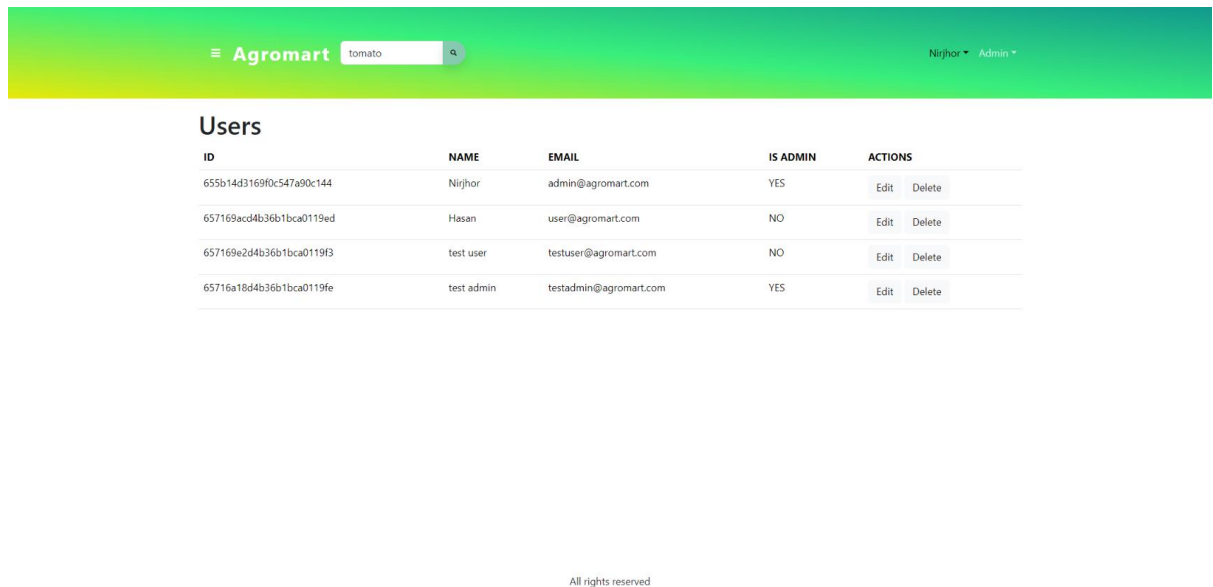 ≡ Agromart tomato Nirjhor Admin
Users
ID NAME EMAIL IS ADMIN ACTIONS
655b14d3169f0c547a90c144 Nirjhor admin@agromart.com YES Edit Delete
657169acd4b36b1bca0119ed Hasan user@agromart.com NO Edit Delete
657169e2d4b36b1bca0119f3 test user testuser@agromart.com NO Edit Delete
65716a18d4b36b1bca0119fe test admin testadmin@agromart.com YES Edit Delete
All rights reserved